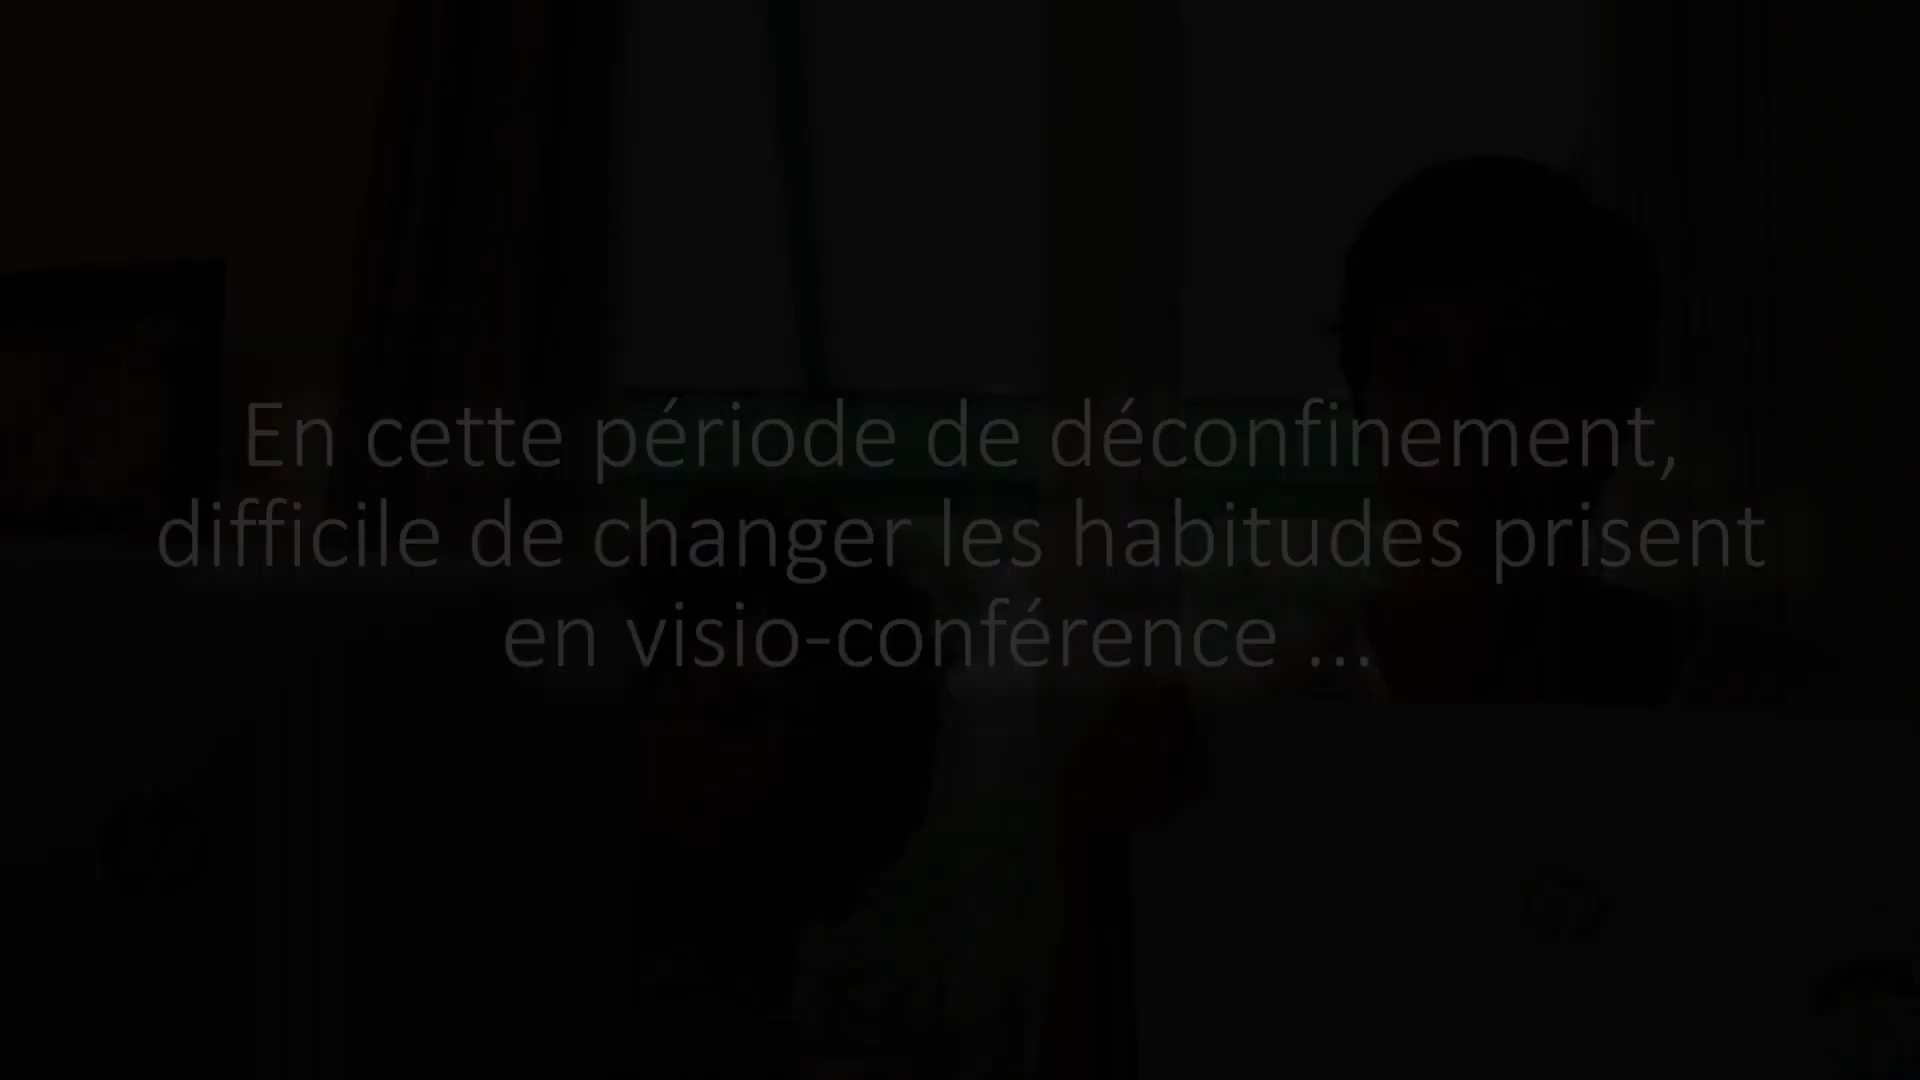 En cette période de déconfinement,
difficile de changer les habitudes prisent
en visio-conférence ...